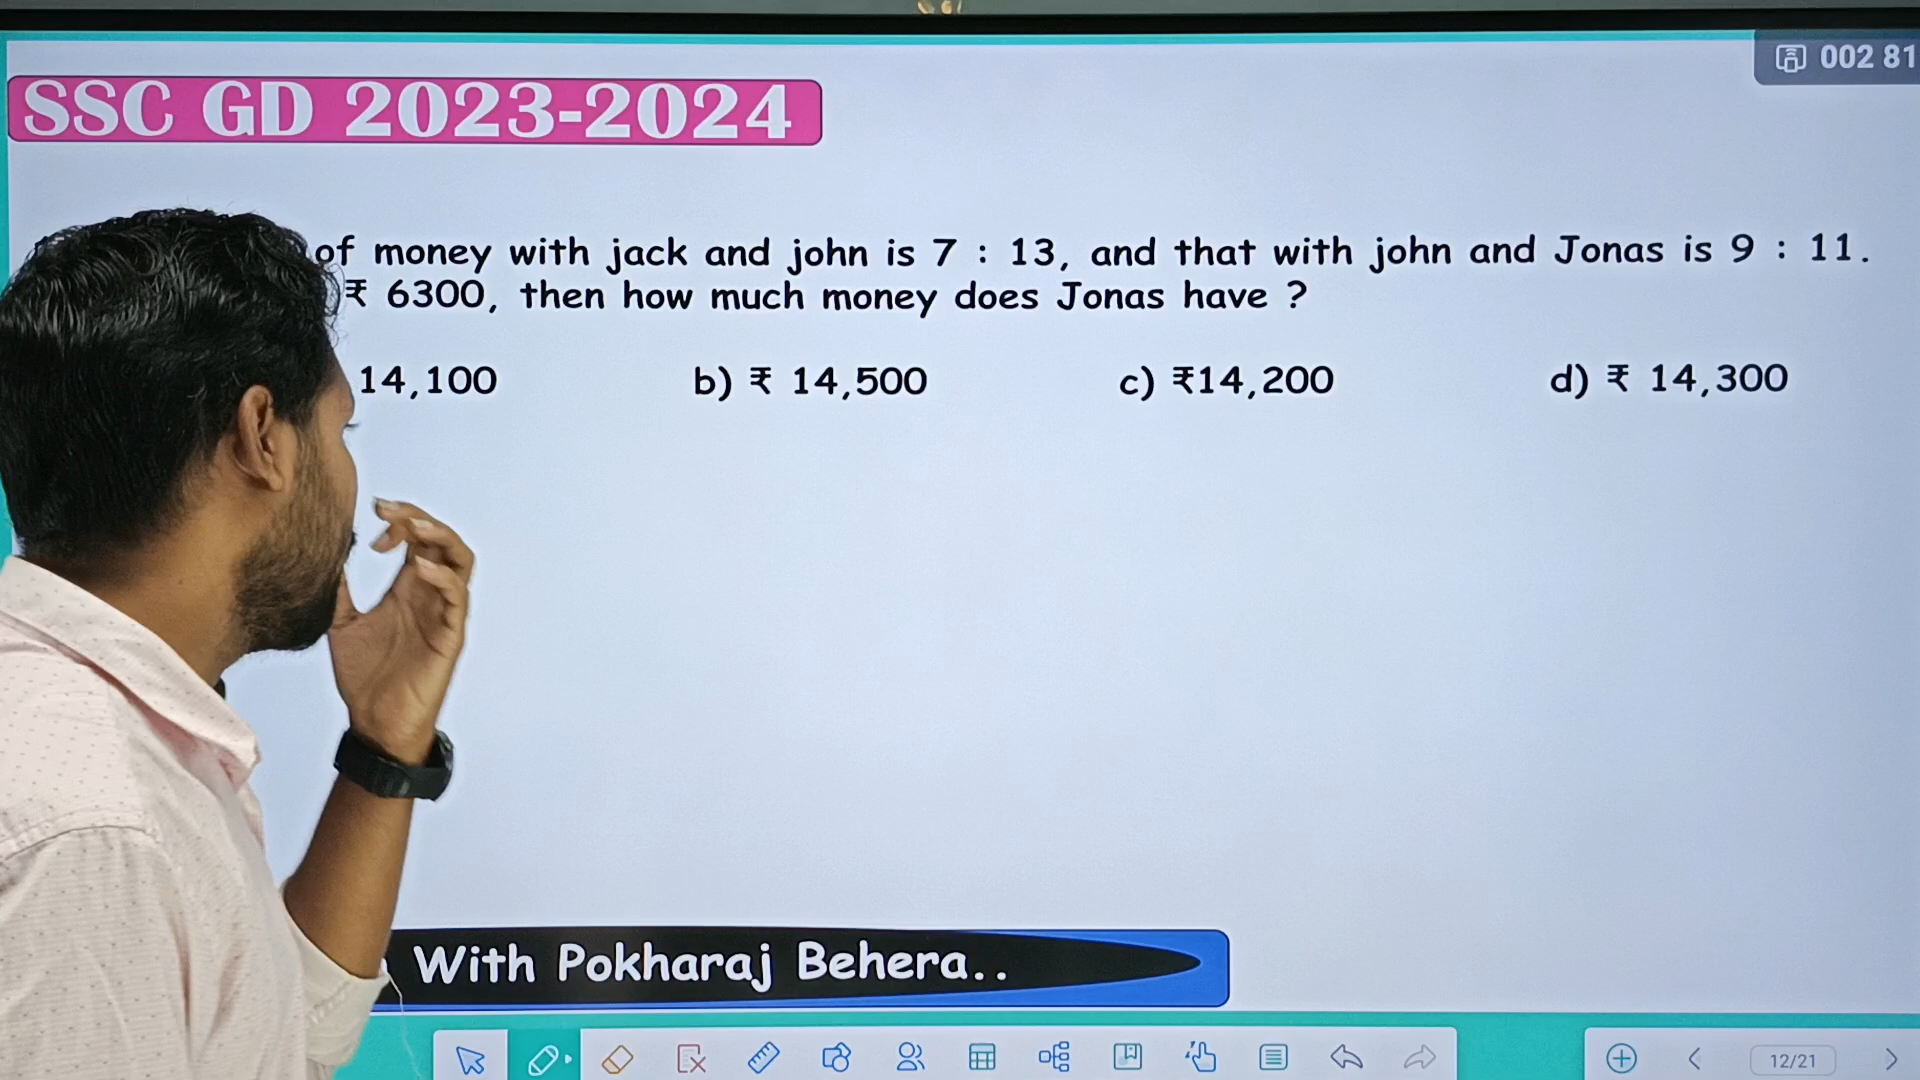 002 81
SSC GD 2023-2024
of money with jack and john is 7 : 13, and that with john and Jonas is 9 : 11.
₹ 6300, then how much money does Jonas have ?
14,100 b) ₹ 14,500 c) ₹14,200 d) ₹ 14,300
With Pokharaj Behera..
12/21